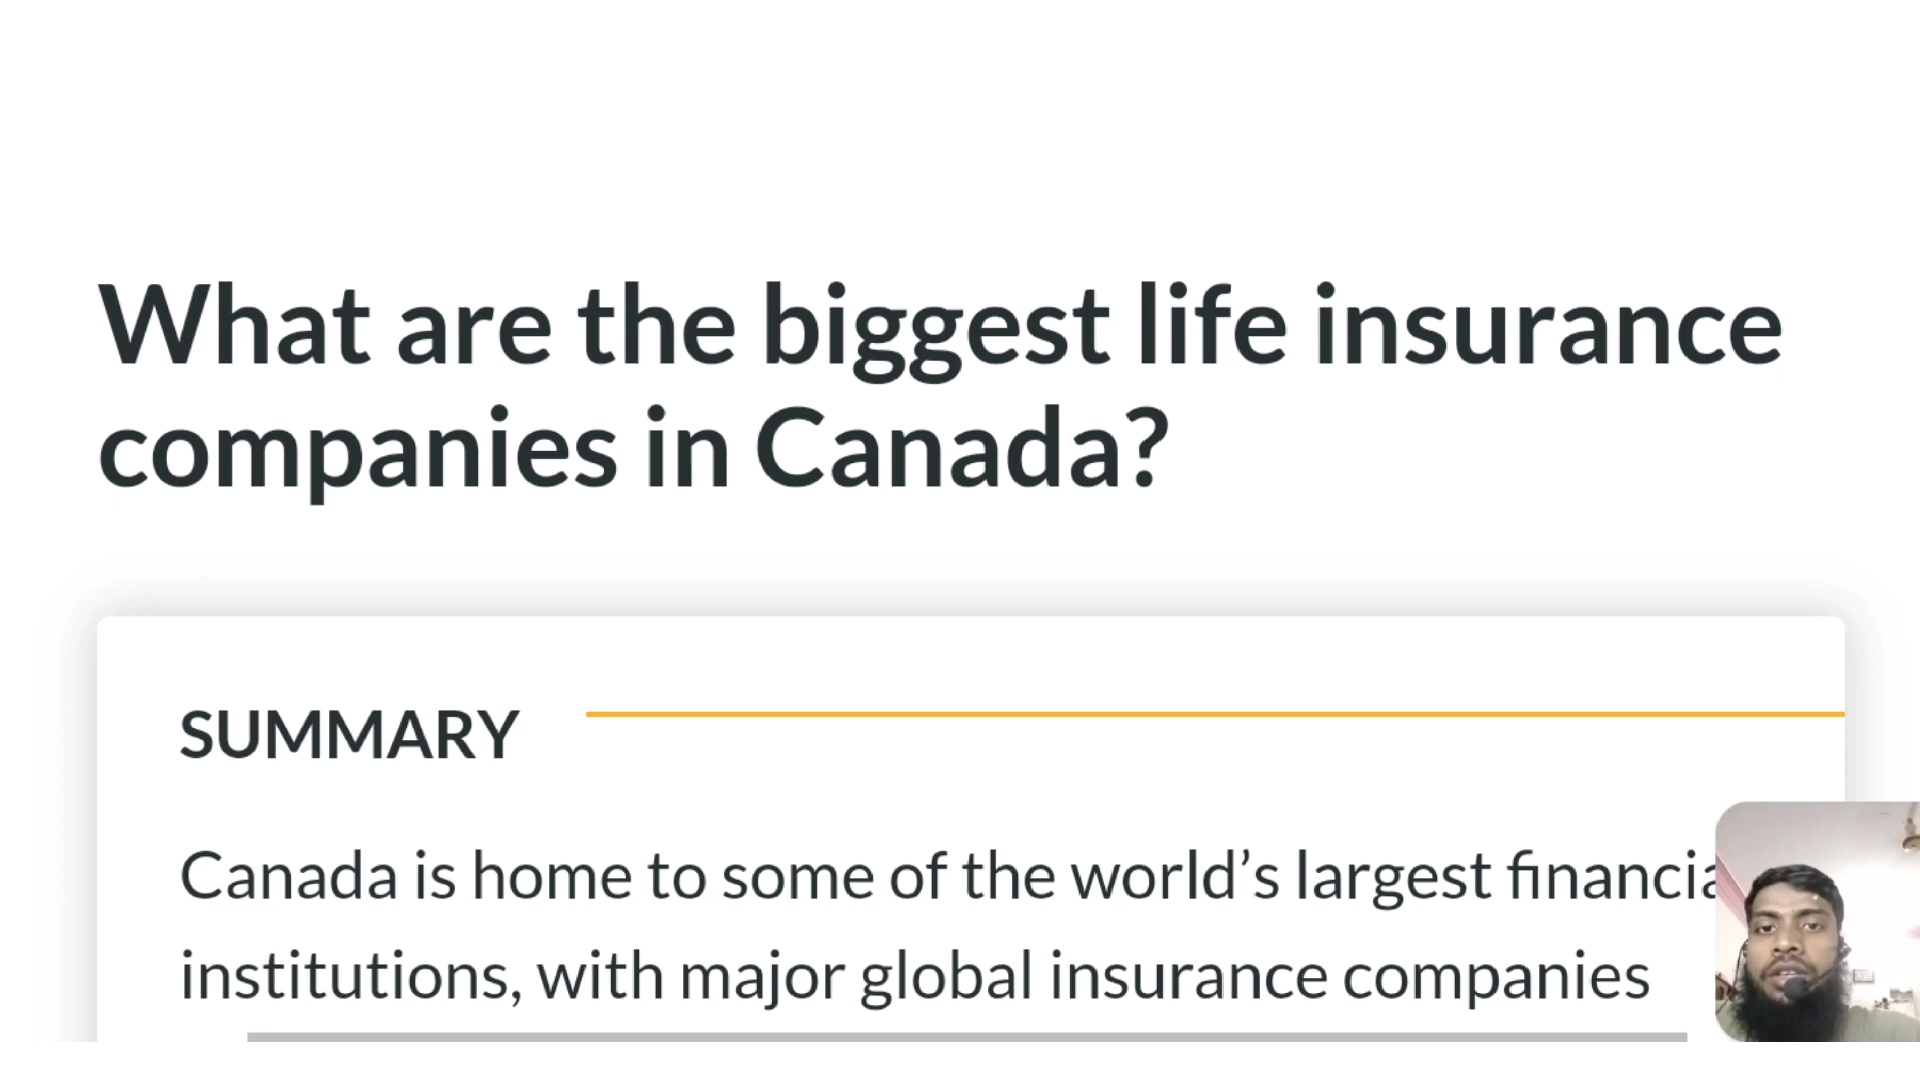 What are the biggest life insurance
companies in Canada?
SUMMARY
Canada is home to some of the world’s largest financia
institutions, with major global insurance companies